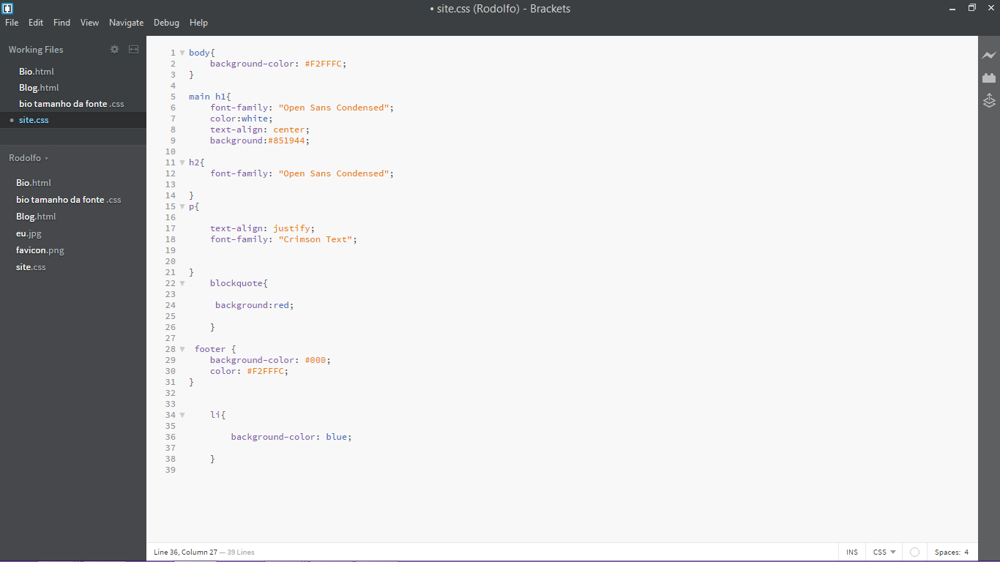 • site.css (Rodolfo) - Brackets
File Edit Find View Navigate Debug Help
Working Files
Bio.html
Blog.html
bio tamanho da fonte .css
• site.css
Rodolfo
Bio.html
bio tamanho da fonte .css
Blog.html
eu.jpg
favicon.png
site.css
1 body{
2 background-color: #F2FFFC;
3 }
4
5 main h1{
6 font-family: "Open Sans Condensed";
7 color:white;
8 text-align: center;
9 background:#851944;
10
11 h2{
12 font-family: "Open Sans Condensed";
13
14 }
15 p{
16
17 text-align: justify;
18 font-family: "Crimson Text";
19
20
21 }
22 blockquote{
23
24 background:red;
25
26 }
27
28 footer {
29 background-color: #000;
30 color: #F2FFFC;
31 }
32
33
34 li{
35
36 background-color: blue;
37
38 }
39
Line 36, Column 27 — 39 Lines
INS CSS Spaces: 4